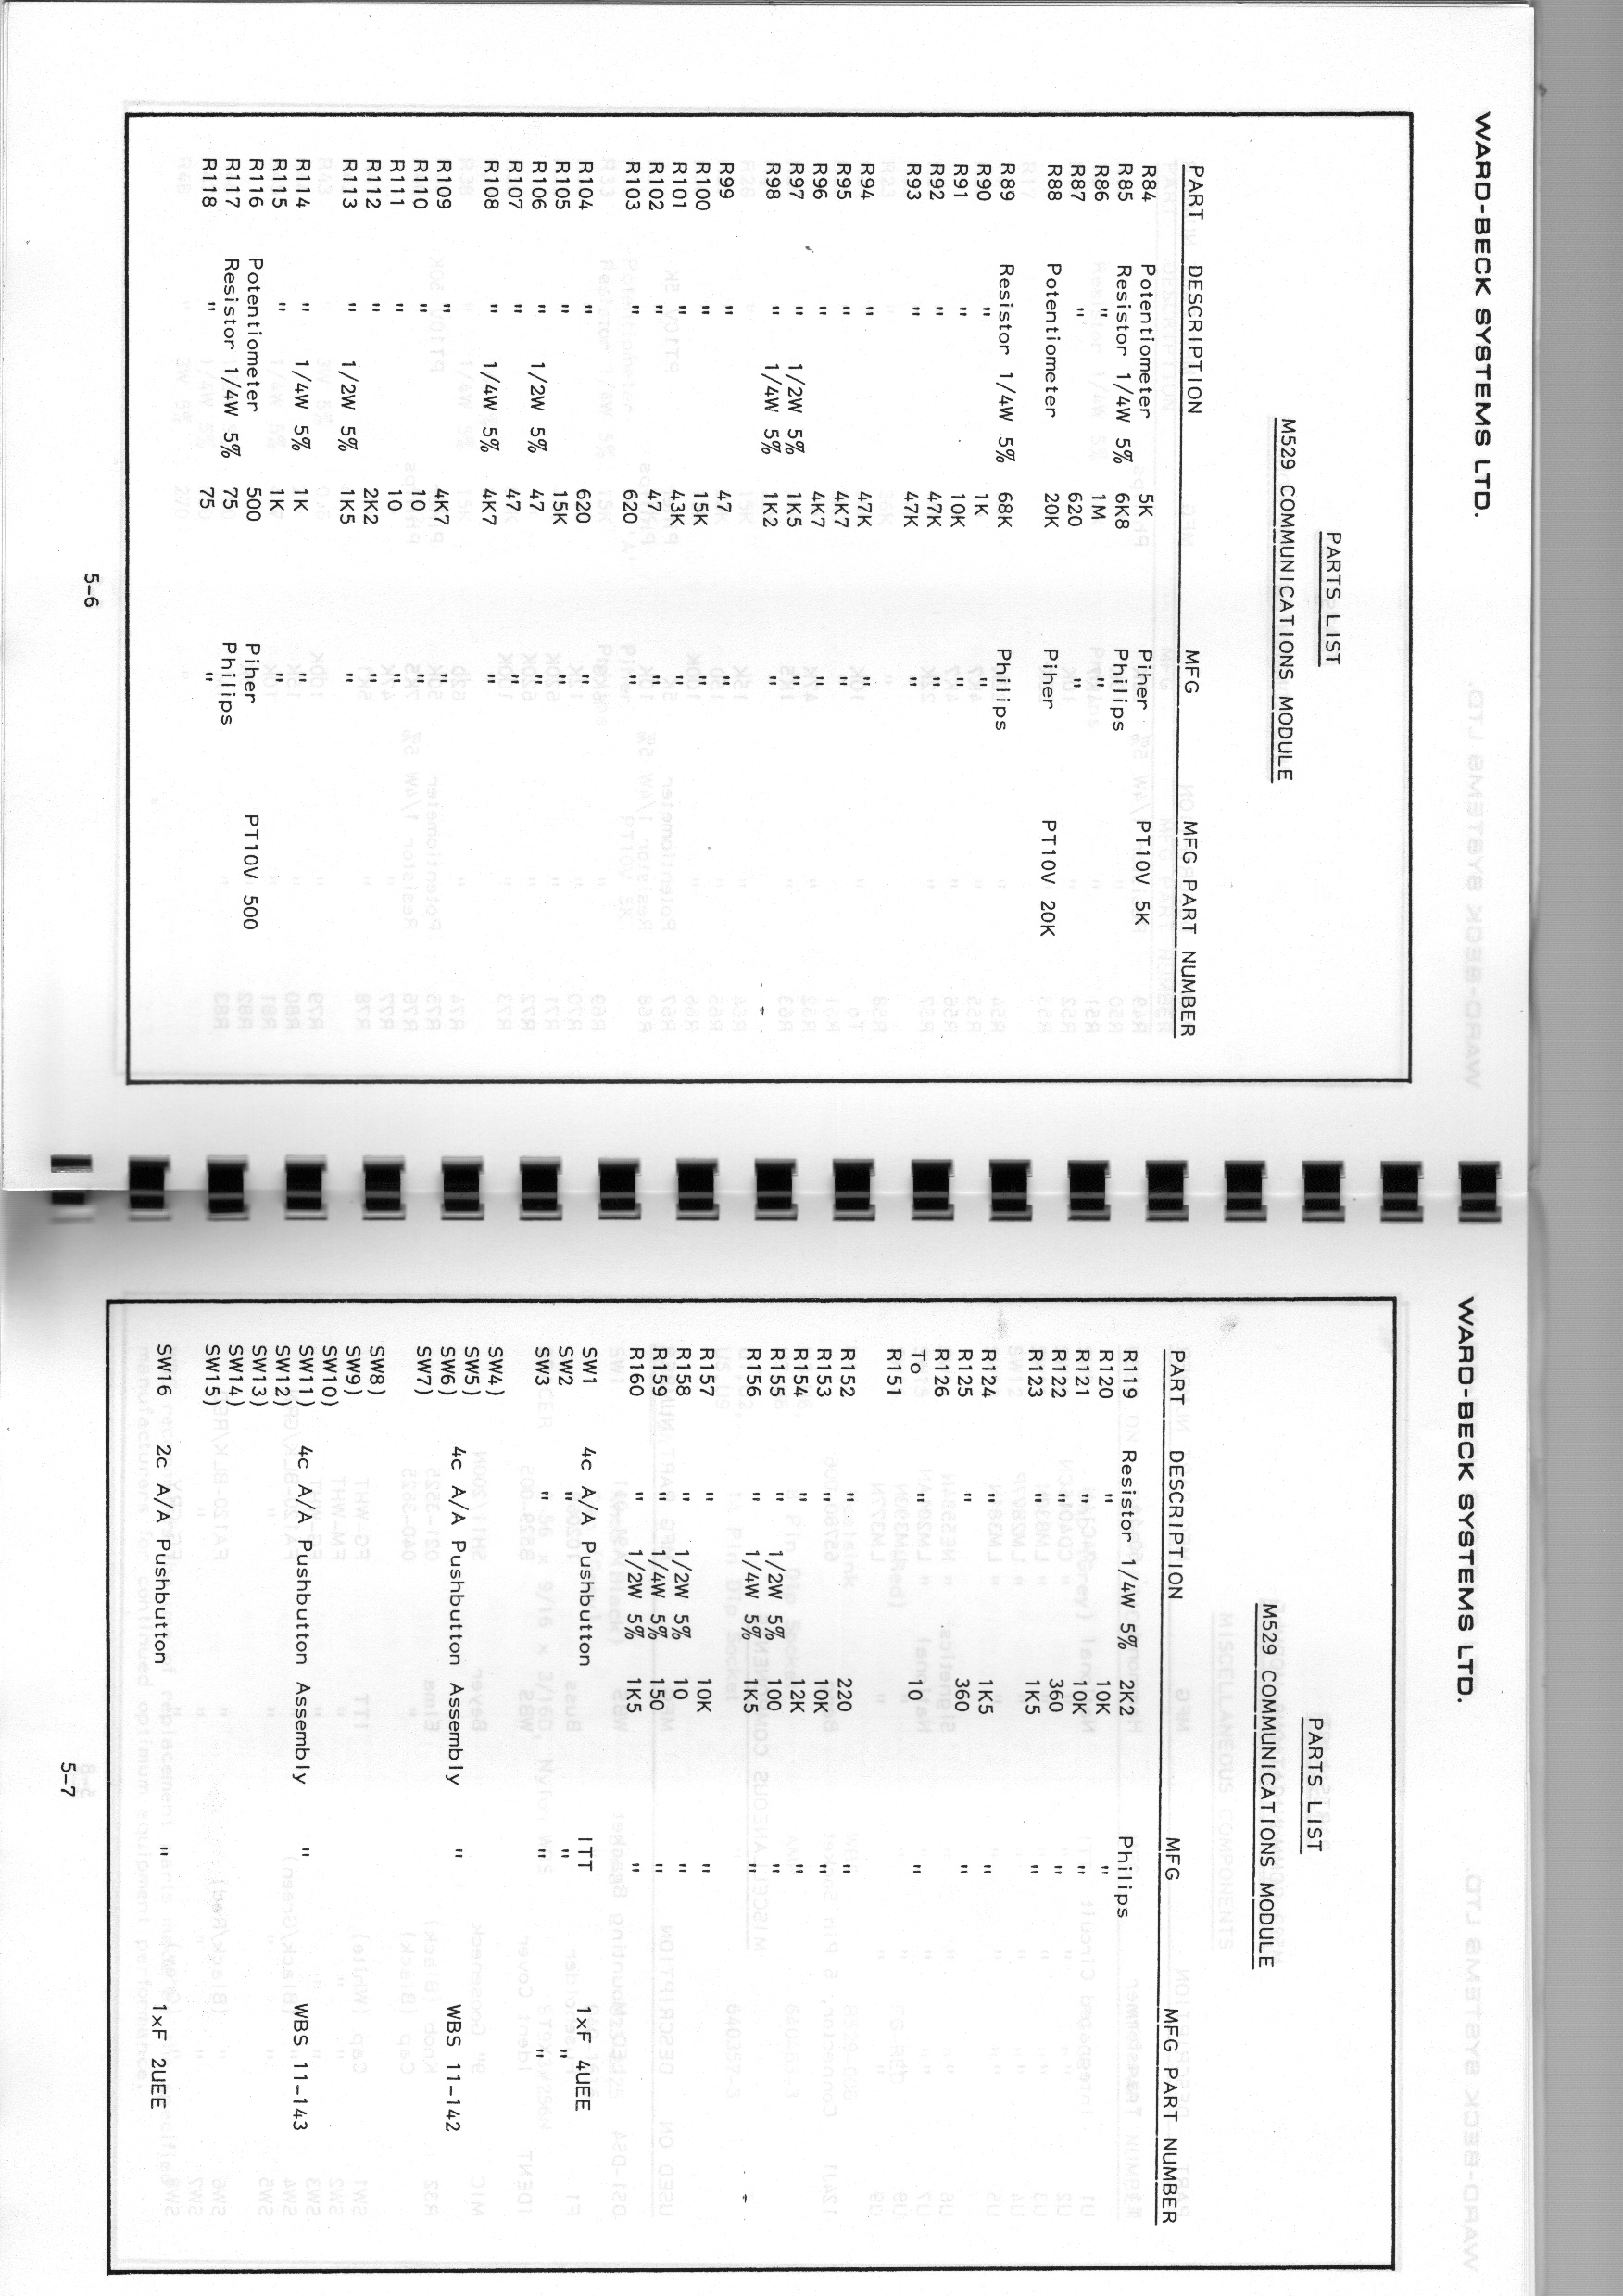 WARD-BECK SYSTEMS LTD.
PARTS LIST
M529 COMMUNICATIONS MODULE
PART DESCRIPTION MFG MFG PART NUMBER
R84 Potentiometer 5K Piher PT10V 5K
R85 Resistor 1/4W 5% 6K8 Philips
R86 " 1M "
R87 " 620 "
R88 Potentiometer 20K Piher PT10V 20K
R89 Resistor 1/4W 5% 68K Philips
R90 " 1K "
R91 " 10K "
R92 " 47K "
R93 " 47K "
R94 " 47K "
R95 " 4K7 "
R96 " 4K7 "
R97 " 1/2W 5% 1K5 "
R98 " 1/4W 5% 1K2 "
R99 " 47 "
R100 " 15K "
R101 " 43K "
R102 " 47 "
R103 " 620 "
R104 " 620 "
R105 " 15K "
R106 " 1/2W 5% 47 "
R107 " 47 "
R108 " 1/4W 5% 4K7 "
R109 " 4K7 "
R110 " 10 "
R111 " 10 "
R112 " 2K2 "
R113 " 1/2W 5% 1K5 "
R114 " 1/4W 5% 1K "
R115 " 1K "
R116 Potentiometer 500 Piher PT10V 500
R117 Resistor 1/4W 5% 75 Philips
R118 " 75 "
5-6
WARD-BECK SYSTEMS LTD.
PARTS LIST
M529 COMMUNICATIONS MODULE
PART DESCRIPTION MFG MFG PART NUMBER
R119 Resistor 1/4W 5% 2K2 Philips
R120 " 10K "
R121 " 10K "
R122 " 360 "
R123 " 1K5 "
R124 " 1K5 "
R125 " 360 "
R126
To " 10 "
R151
R152 " 220 "
R153 " 10K "
R154 " 12K "
R155 " 1/2W 5% 100 "
R156 " 1/4W 5% 1K5 "
R157 " 10K "
R158 " 1/2W 5% 10 "
R159 " 1/4W 5% 150 "
R160 " 1/2W 5% 1K5 "
SW1 4c A/A Pushbutton ITT 1xF 4UEE
SW2 " " "
SW3 " " "
SW4)
SW5)
SW6) 4c A/A Pushbutton Assembly " WBS 11-142
SW7)
SW8)
SW9)
SW10)
SW11) 4c A/A Pushbutton Assembly " WBS 11-143
SW12)
SW13)
SW14)
SW15)
SW16 2c A/A Pushbutton " 1xF 2UEE
5-7